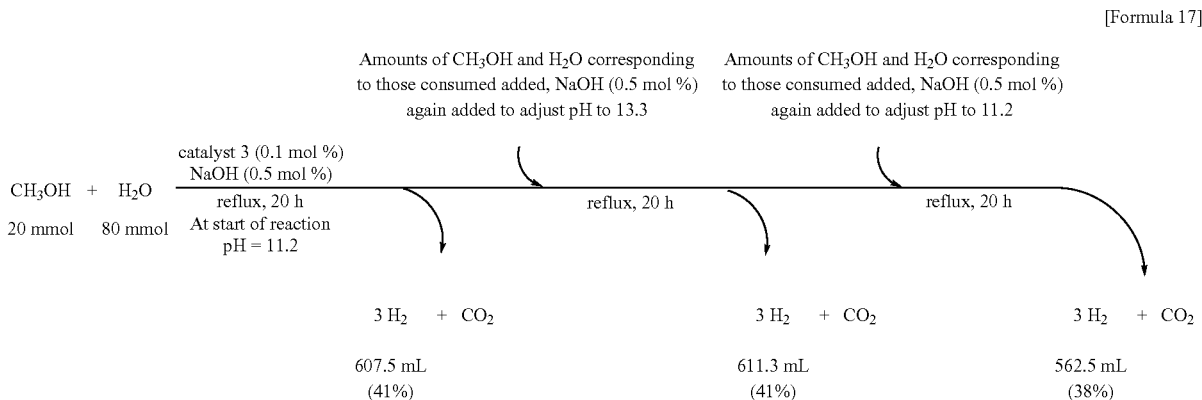 [Formula 17]
Amounts of CH₃OH and H₂O corresponding
to those consumed added, NaOH (0.5 mol %)
again added to adjust pH to 13.3
Amounts of CH₃OH and H₂O corresponding
to those consumed added, NaOH (0.5 mol %)
again added to adjust pH to 11.2
catalyst 3 (0.1 mol %)
NaOH (0.5 mol %)
CH₃OH + H₂O
20 mmol 80 mmol
reflux, 20 h
At start of reaction
pH = 11.2
reflux, 20 h
reflux, 20 h
3 H₂ + CO₂
607.5 mL
(41%)
3 H₂ + CO₂
611.3 mL
(41%)
3 H₂ + CO₂
562.5 mL
(38%)